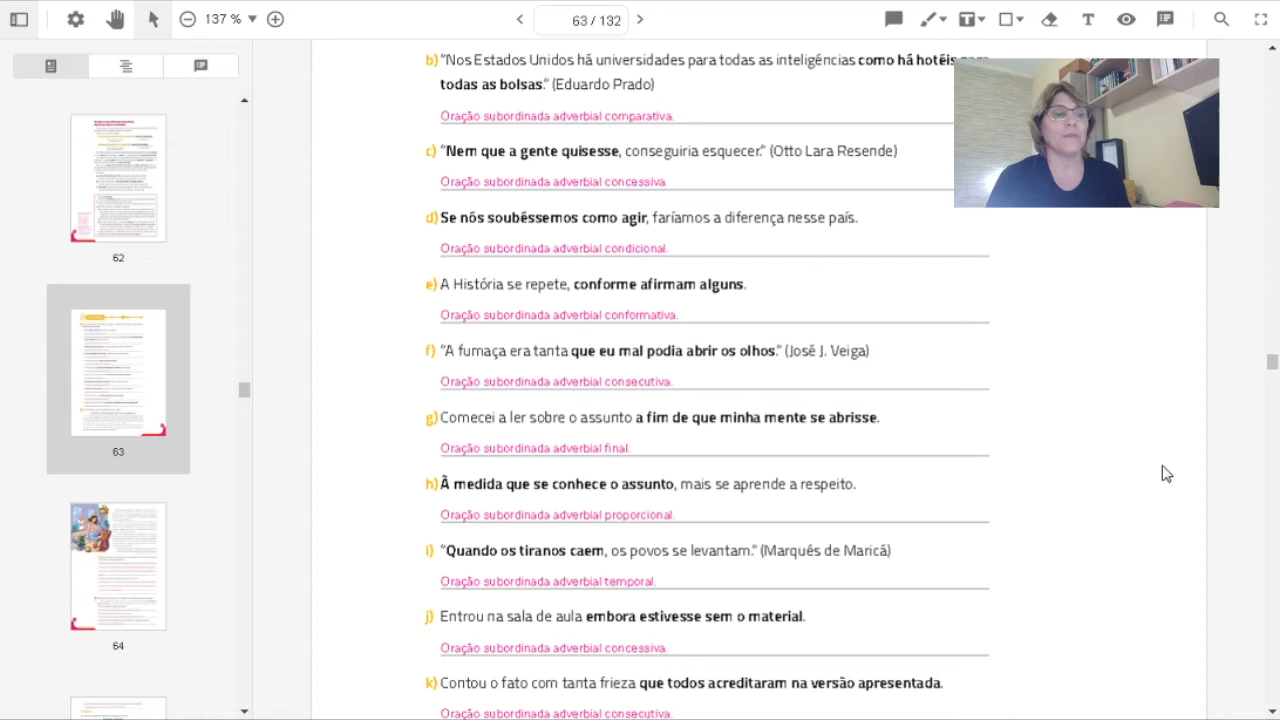 137 %
63 / 132
b) “Nos Estados Unidos há universidades para todas as inteligências como há hotéis para
todas as bolsas.” (Eduardo Prado)
Oração subordinada adverbial comparativa.
c) “Nem que a gente quisesse, conseguiria esquecer.” (Otto Lara Resende)
Oração subordinada adverbial concessiva.
d) Se nós soubéssemos como agir, faríamos a diferença nesse país.
Oração subordinada adverbial condicional.
e) A História se repete, conforme afirmam alguns.
Oração subordinada adverbial conformativa.
f) “A fumaça era tanta que eu mal podia abrir os olhos.” (José J. Veiga)
Oração subordinada adverbial consecutiva.
g) Comecei a ler sobre o assunto a fim de que minha mente se abrisse.
Oração subordinada adverbial final.
h) À medida que se conhece o assunto, mais se aprende a respeito.
Oração subordinada adverbial proporcional.
i) “Quando os tiranos caem, os povos se levantam.” (Marquês de Maricá)
Oração subordinada adverbial temporal.
j) Entrou na sala de aula embora estivesse sem o material.
Oração subordinada adverbial concessiva.
k) Contou o fato com tanta frieza que todos acreditaram na versão apresentada.
Oração subordinada adverbial consecutiva.
62
63
64